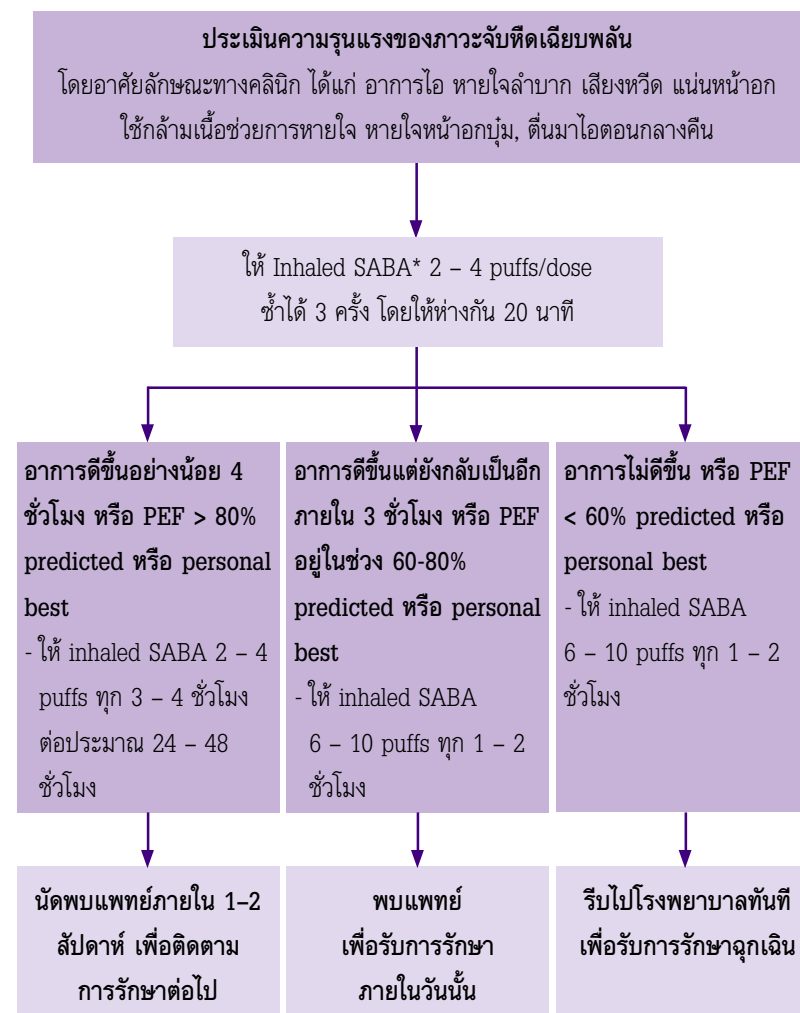 ประเมินความรุนแรงของภาวะจับหืดเฉียบพลัน
โดยอาศัยลักษณะทางคลินิก ได้แก่ อาการไอ หายใจลำบาก เสียงหวีด แน่นหน้าอก
ใช้กล้ามเนื้อช่วยการหายใจ หายใจหน้าอกบุ๋ม, ตื่นมาไอตอนกลางคืน
ให้ Inhaled SABA* 2 – 4 puffs/dose
ซ้ำได้ 3 ครั้ง โดยให้ห่างกัน 20 นาที
อาการดีขึ้นอย่างน้อย 4
ชั่วโมง หรือ PEF > 80%
predicted หรือ personal
best
- ให้ inhaled SABA 2 – 4
puffs ทุก 3 – 4 ชั่วโมง
ต่อประมาณ 24 – 48
ชั่วโมง
อาการดีขึ้นแต่ยังกลับเป็นอีก
ภายใน 3 ชั่วโมง หรือ PEF
อยู่ในช่วง 60-80%
predicted หรือ personal
best
- ให้ inhaled SABA
6 – 10 puffs ทุก 1 – 2
ชั่วโมง
อาการไม่ดีขึ้น หรือ PEF
< 60% predicted หรือ
personal best
- ให้ inhaled SABA
6 – 10 puffs ทุก 1 – 2
ชั่วโมง
นัดพบแพทย์ภายใน 1–2
สัปดาห์ เพื่อติดตาม
การรักษาต่อไป
พบแพทย์
เพื่อรับการรักษา
ภายในวันนั้น
รีบไปโรงพยาบาลทันที
เพื่อรับการรักษาฉุกเฉิน